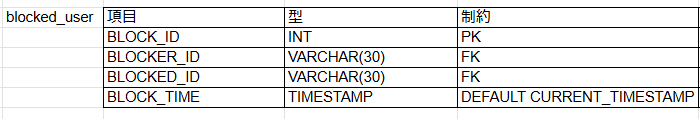 blocked_user 項目 型 制約
BLOCK_ID INT PK
BLOCKER_ID VARCHAR(30) FK
BLOCKED_ID VARCHAR(30) FK
BLOCK_TIME TIMESTAMP DEFAULT CURRENT_TIMESTAMP